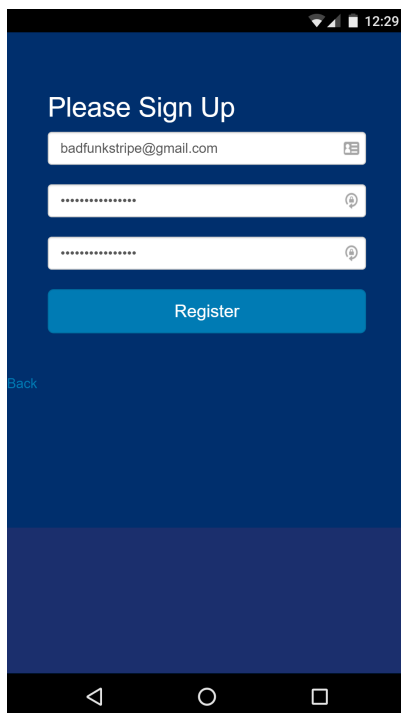 12:29
Please Sign Up
badfunkstripe@gmail.com
••••••••••••••••
••••••••••••••••
Register
Back